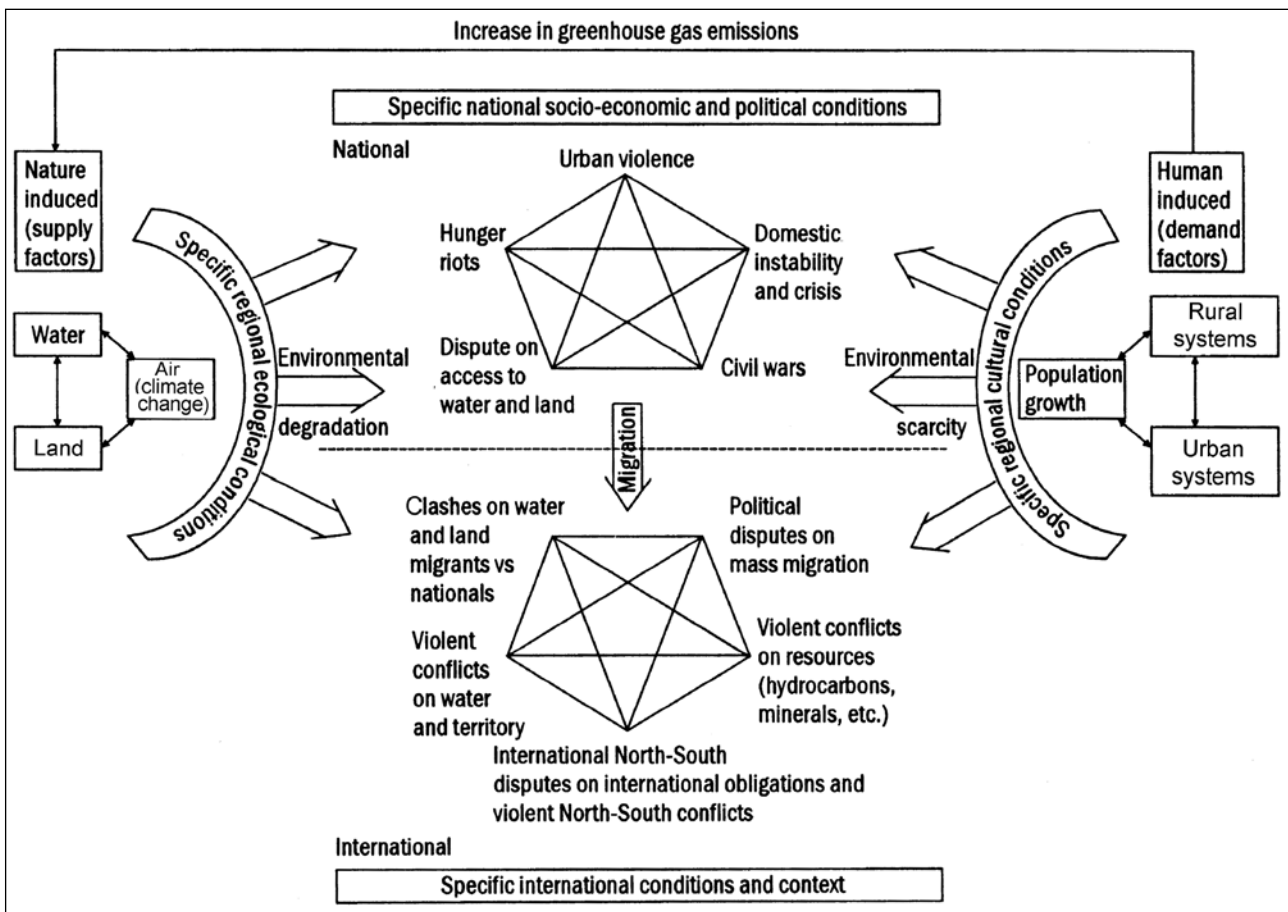 Increase in greenhouse gas emissions
Specific national socio-economic and political conditions
National
Nature
induced
(supply
factors)
Water
Air
(climate
change)
Land
Specific regional ecological conditions
Environmental
degradation
Urban violence
Hunger
riots
Domestic
instability
and crisis
Dispute on
access to
water and land
Civil wars
Environmental
scarcity
Specific regional cultural conditions
Human
induced
(demand
factors)
Rural
systems
Population
growth
Urban
systems
Migration
Clashes on water
and land
migrants vs
nationals
Political
disputes on
mass migration
Violent
conflicts
on water
and territory
Violent conflicts
on resources
(hydrocarbons,
minerals, etc.)
International North-South
disputes on international obligations and
violent North-South conflicts
International
Specific international conditions and context